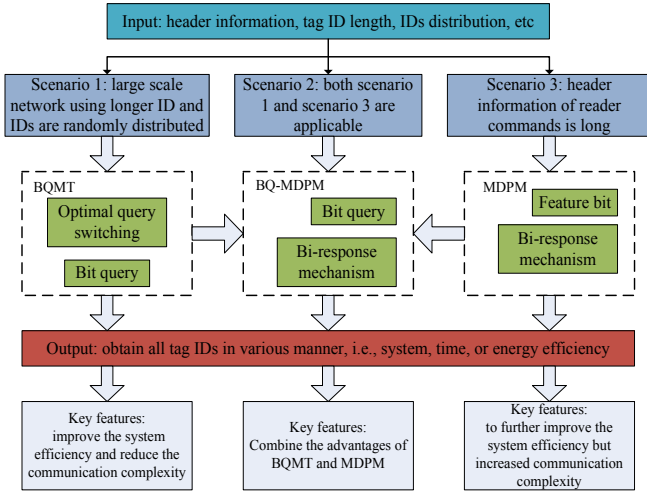 Input: header information, tag ID length, IDs distribution, etc
Scenario 1: large scale
network using longer ID and
IDs are randomly distributed
Scenario 2: both scenario
1 and scenario 3 are
applicable
Scenario 3: header
information of reader
commands is long
BQMT
Optimal query
switching
Bit query
BQ-MDPM
Bit query
Bi-response
mechanism
MDPM
Feature bit
Bi-response
mechanism
Output: obtain all tag IDs in various manner, i.e., system, time, or energy efficiency
Key features:
improve the system
efficiency and reduce the
communication complexity
Key features:
Combine the advantages of
BQMT and MDPM
Key features:
to further improve the
system efficiency but
increased communication
complexity